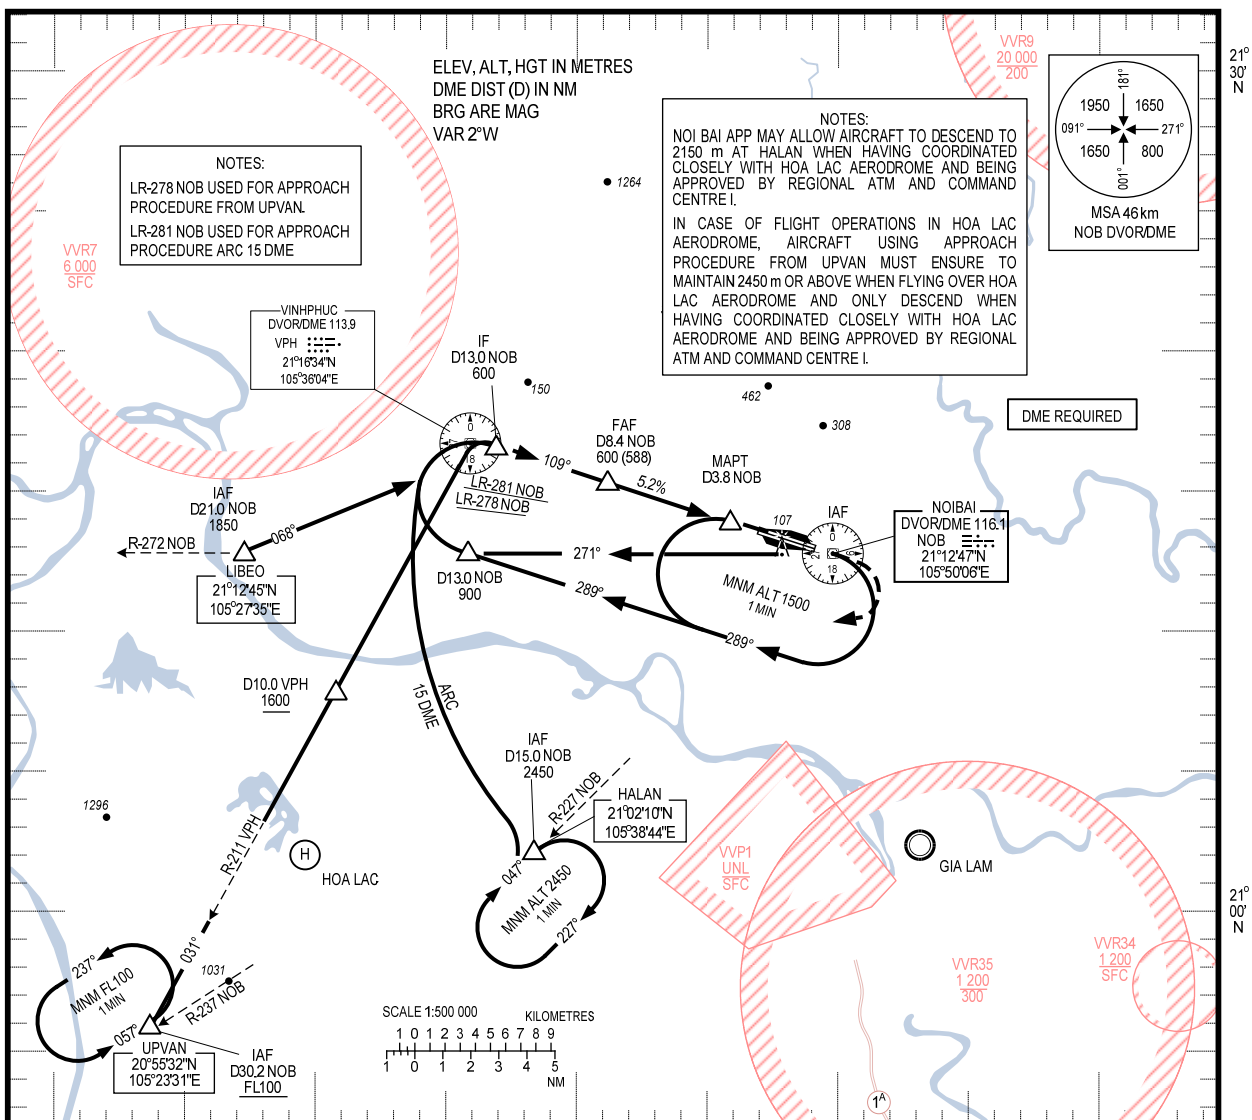 ELEV, ALT, HGT IN METRES
DME DIST (D) IN NM
BRG ARE MAG
VAR 2°W
NOTES:
LR-278 NOB USED FOR APPROACH
PROCEDURE FROM UPVAN.
LR-281 NOB USED FOR APPROACH
PROCEDURE ARC 15 DME
NOTES:
NOI BAI APP MAY ALLOW AIRCRAFT TO DESCEND TO
2150 m AT HALAN WHEN HAVING COORDINATED
CLOSELY WITH HOA LAC AERODROME AND BEING
APPROVED BY REGIONAL ATM AND COMMAND
CENTRE I.
IN CASE OF FLIGHT OPERATIONS IN HOA LAC
AERODROME, AIRCRAFT USING APPROACH
PROCEDURE FROM UPVAN MUST ENSURE TO
MAINTAIN 2450 m OR ABOVE WHEN FLYING OVER HOA
LAC AERODROME AND ONLY DESCEND WHEN
HAVING COORDINATED CLOSELY WITH HOA LAC
AERODROME AND BEING APPROVED BY REGIONAL
ATM AND COMMAND CENTRE I.
VVR9
20 000
200
181°
1950
1650
091°
271°
1650
800
001°
MSA 46 km
NOB DVOR/DME
21°
30'
N
VVR7
6 000
SFC
1264
VINHPHUC
DVOR/DME 113.9
VPH
21°16'34"N
105°36'04"E
IF
D13.0 NOB
600
150
462
308
DME REQUIRED
0
18
109°
FAF
D8.4 NOB
600 (588)
5.2%
MAPT
D3.8 NOB
LR-281 NOB
LR-278 NOB
IAF
D21.0 NOB
1850
068°
R-272 NOB
LIBEO
21°12'45"N
105°27'35"E
107
IAF
0
18
NOIBAI
DVOR/DME 116.1
NOB
21°12'47"N
105°50'06"E
271°
D13.0 NOB
900
289°
MNM ALT 1500
1 MIN
289°
D10.0 VPH
1600
ARC
15 DME
IAF
D15.0 NOB
2450
R-227 NOB
HALAN
21°02'10"N
105°38'44"E
047°
MNM ALT 2450
1 MIN
227°
1296
R-211 VPH
H
HOA LAC
VVP1
UNL
SFC
GIA LAM
21°
00'
N
VVR34
1 200
SFC
VVR35
1 200
300
031°
237°
MNM FL100
1 MIN
057°
1031
R-237 NOB
UPVAN
20°55'32"N
105°23'31"E
IAF
D30.2 NOB
FL100
SCALE 1:500 000
KILOMETRES
1 0 1 2 3 4 5 6 7 8 9
1 0 1 2 3 4 5
NM
1A